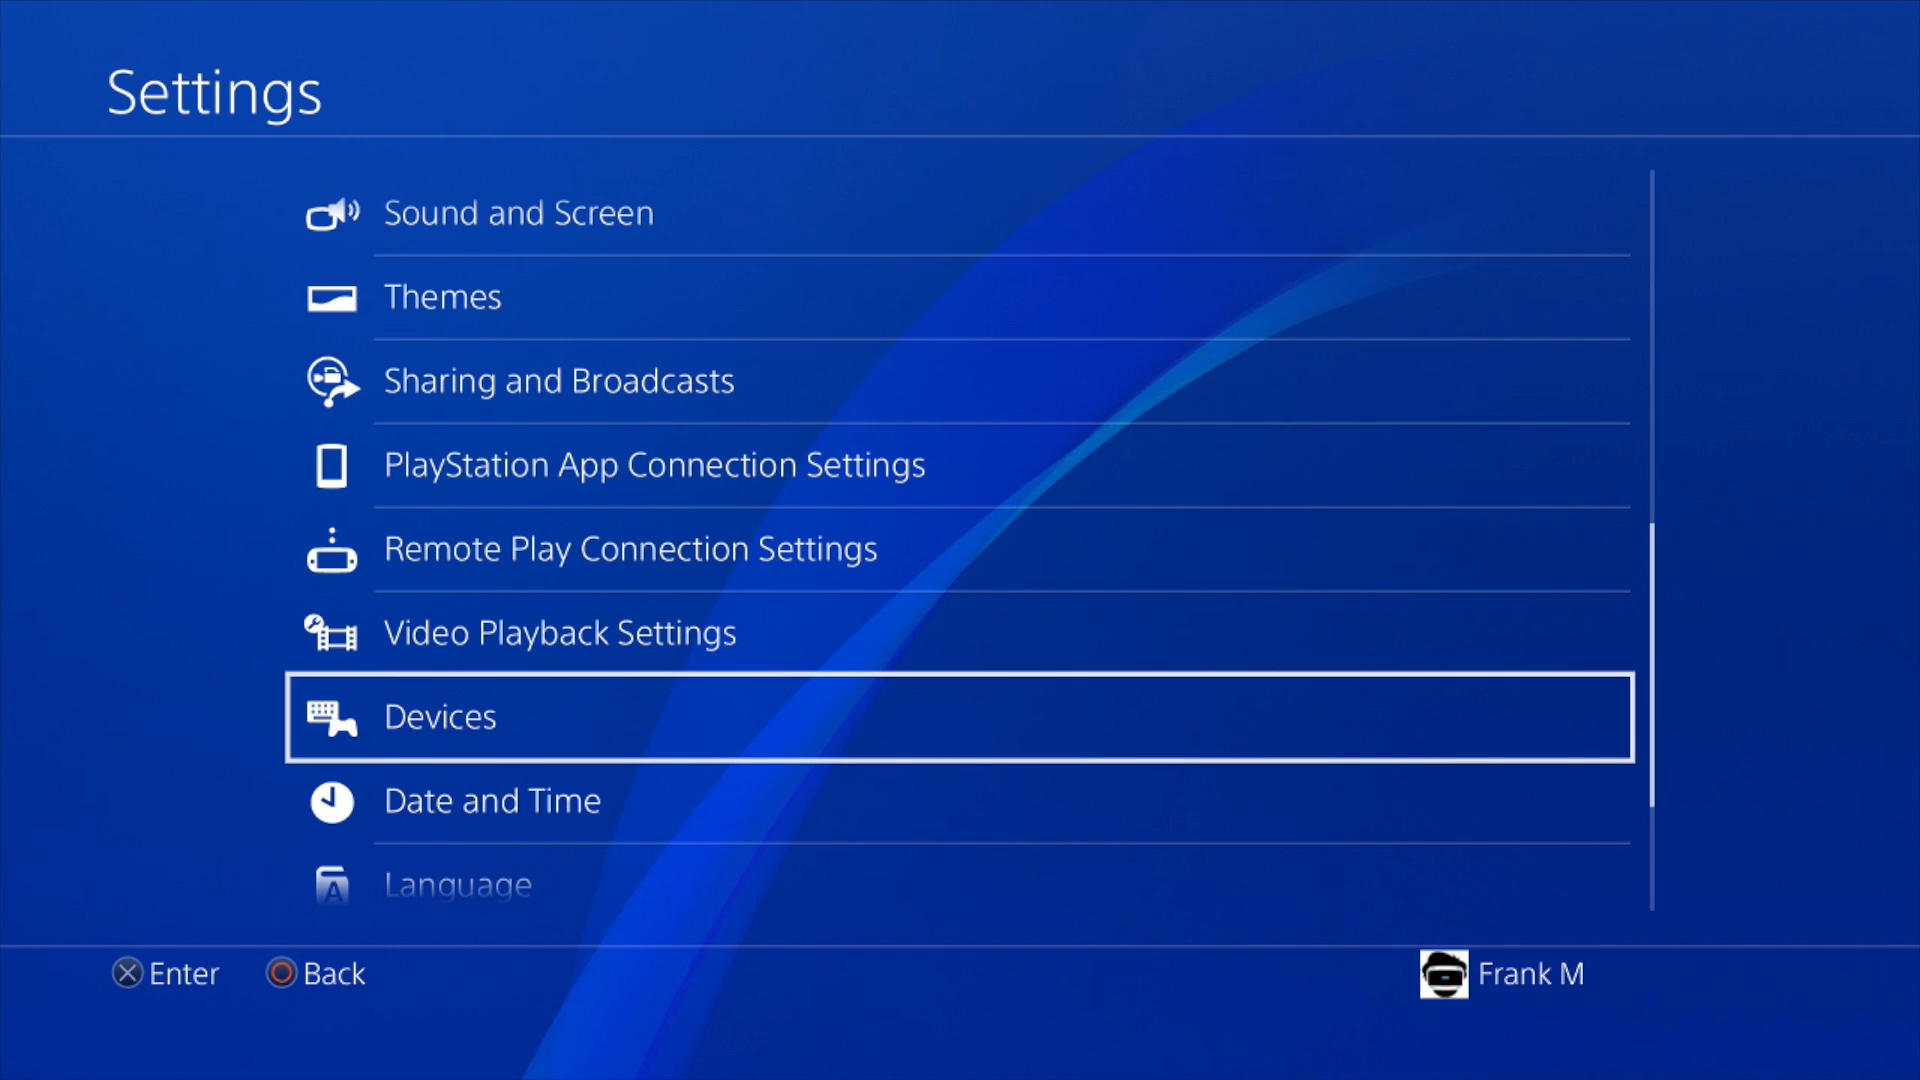 Settings
Sound and Screen
Themes
Sharing and Broadcasts
PlayStation App Connection Settings
Remote Play Connection Settings
Video Playback Settings
Devices
Date and Time
Language
Enter Back Frank M